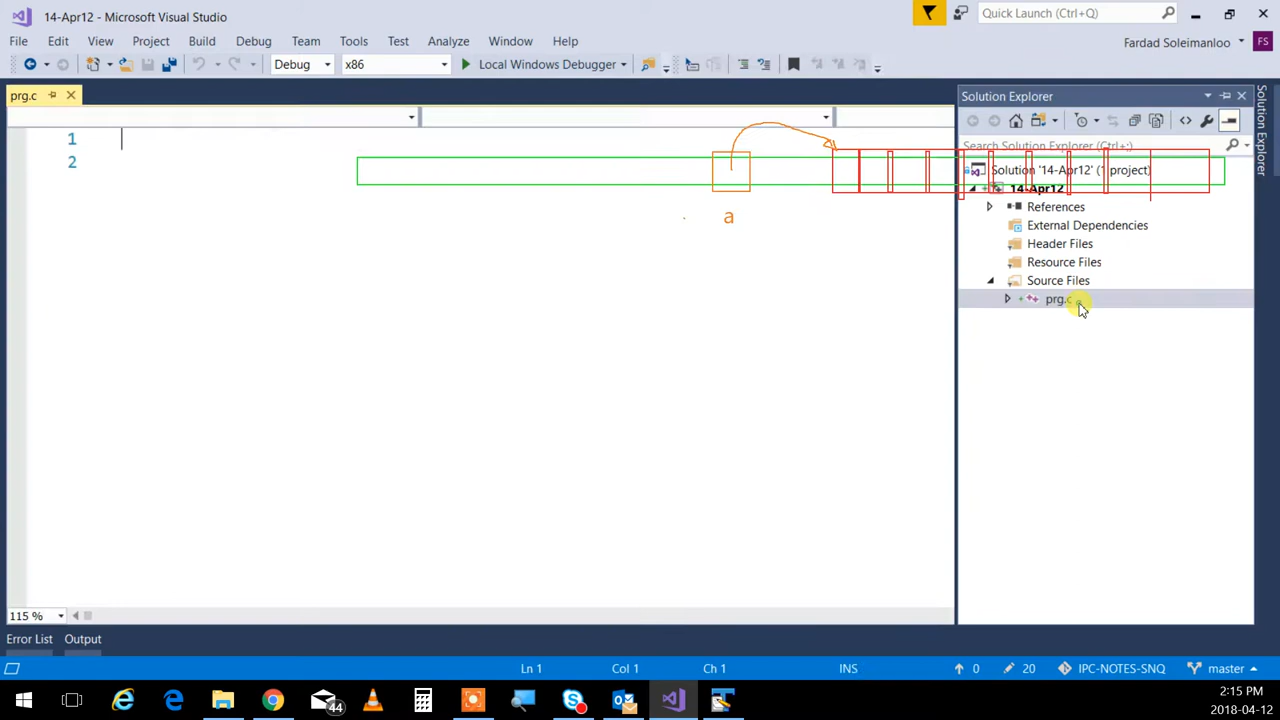 14-Apr12 - Microsoft Visual Studio
Quick Launch (Ctrl+Q)
File Edit View Project Build Debug Team Tools Test Analyze Window Help
Fardad Soleimanloo FS
Debug x86 Local Windows Debugger
prg.c
1
2
a
Solution Explorer
Search Solution Explorer (Ctrl+;)
Solution '14-Apr12' (1 project)
14-Apr12
References
External Dependencies
Header Files
Resource Files
Source Files
prg.c
Solution Explorer
115 %
Error List Output
Ln 1 Col 1 Ch 1 INS 0 20 IPC-NOTES-SNQ master
44
2:15 PM
2018-04-12